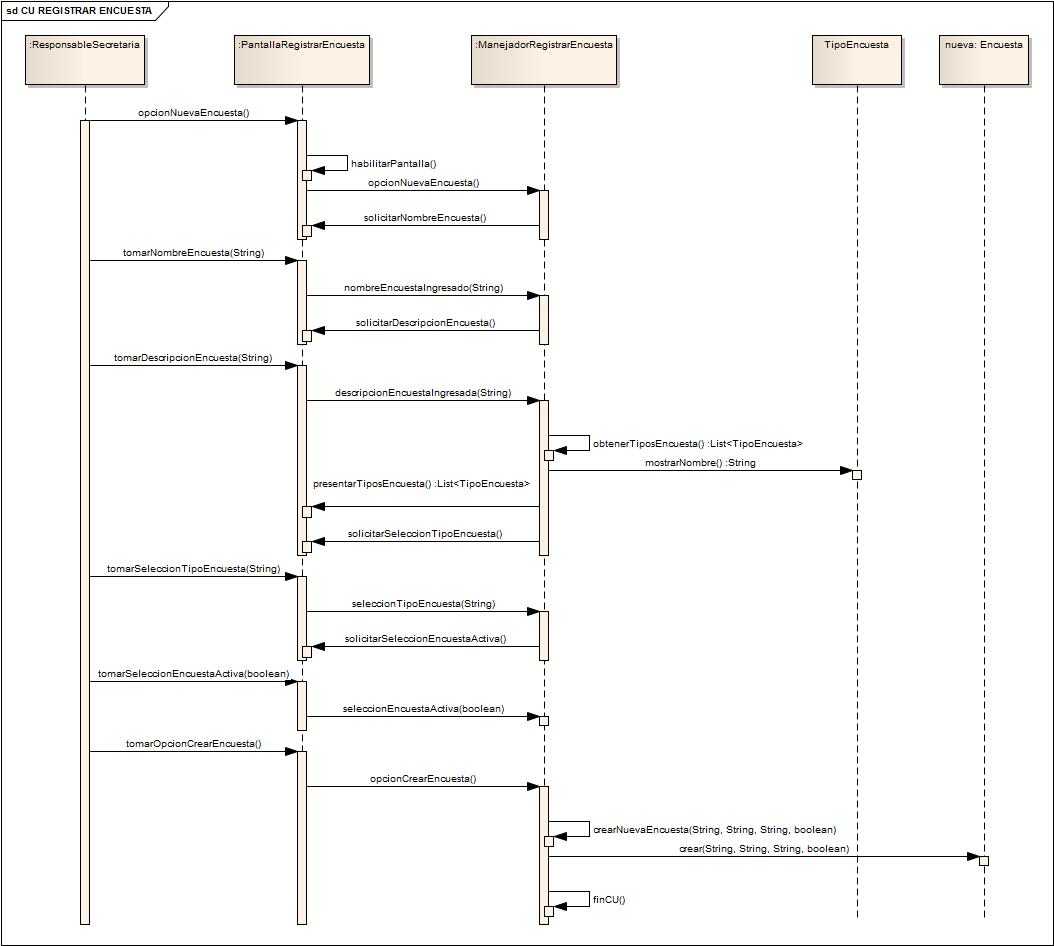 sd CU REGISTRAR ENCUESTA
:ResponsableSecretaria
:PantallaRegistrarEncuesta
:ManejadorRegistrarEncuesta
TipoEncuesta
nueva: Encuesta
opcionNuevaEncuesta()
habilitarPantalla()
opcionNuevaEncuesta()
solicitarNombreEncuesta()
tomarNombreEncuesta(String)
nombreEncuestaIngresado(String)
solicitarDescripcionEncuesta()
tomarDescripcionEncuesta(String)
descripcionEncuestaIngresada(String)
obtenerTiposEncuesta() :List<TipoEncuesta>
mostrarNombre() :String
presentarTiposEncuesta() :List<TipoEncuesta>
solicitarSeleccionTipoEncuesta()
tomarSeleccionTipoEncuesta(String)
seleccionTipoEncuesta(String)
solicitarSeleccionEncuestaActiva()
tomarSeleccionEncuestaActiva(boolean)
seleccionEncuestaActiva(boolean)
tomarOpcionCrearEncuesta()
opcionCrearEncuesta()
crearNuevaEncuesta(String, String, String, boolean)
crear(String, String, String, boolean)
finCU()